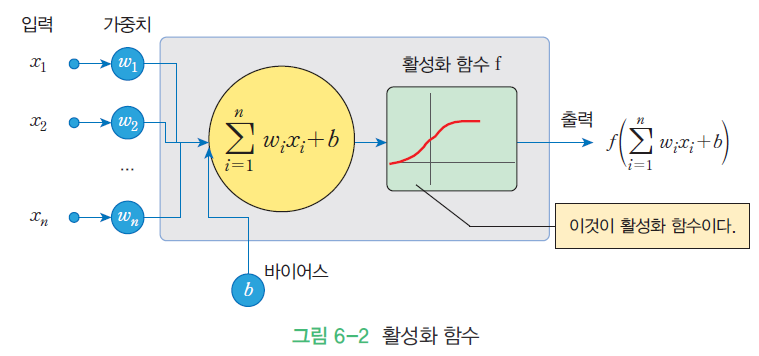 입력 가중치
x₁ w₁
x₂ w₂
...
xₙ wₙ
n
∑ wᵢxᵢ+b
i=1
활성화 함수 f
출력
f(∑ⁿᵢ₌₁ wᵢxᵢ+b)
이것이 활성화 함수이다.
바이어스
b
그림 6-2 활성화 함수